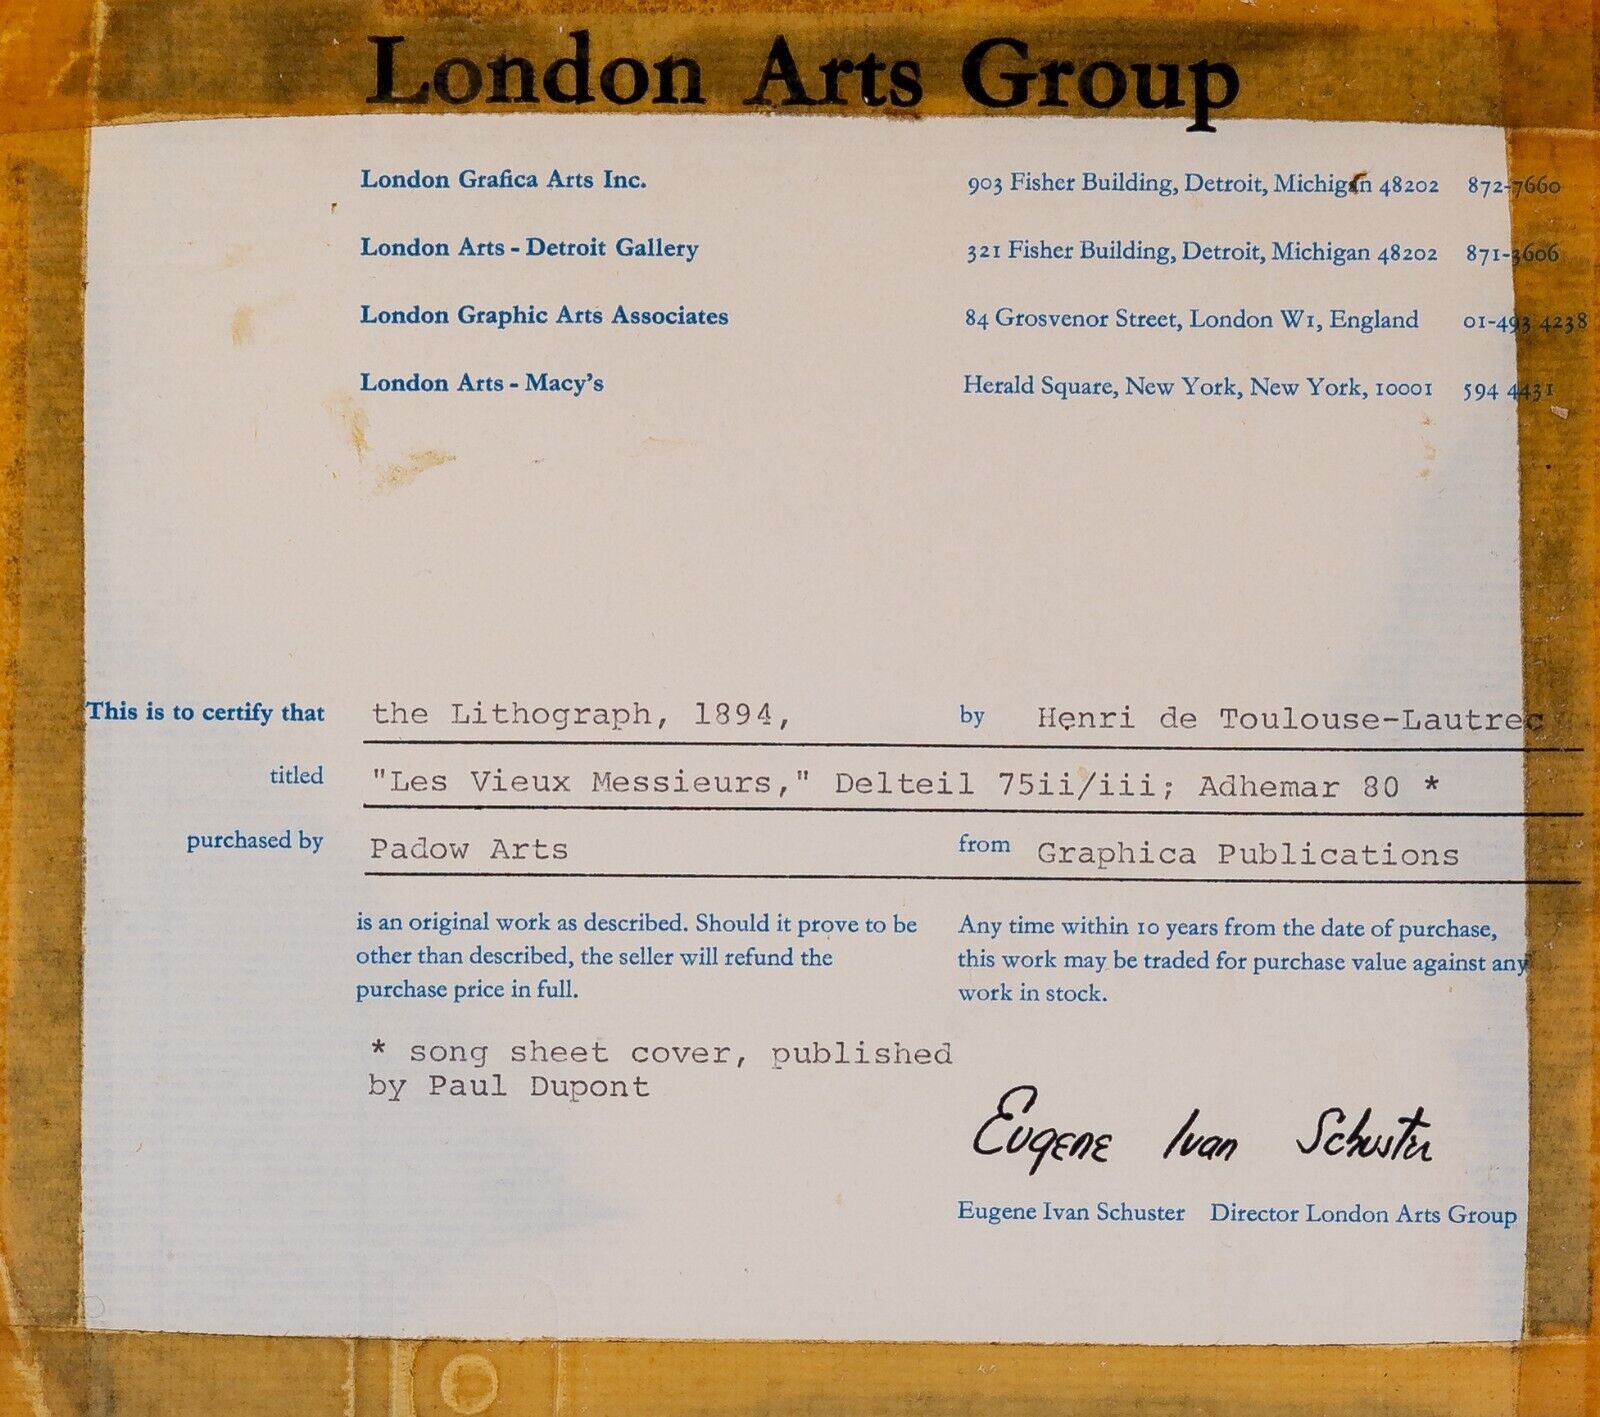 London Arts Group
London Grafica Arts Inc. 903 Fisher Building, Detroit, Michigan 48202 872-7660
London Arts - Detroit Gallery 321 Fisher Building, Detroit, Michigan 48202 871-3606
London Graphic Arts Associates 84 Grosvenor Street, London W1, England 01-493 4238
London Arts - Macy's Herald Square, New York, New York, 10001 594 4431
This is to certify that the Lithograph, 1894, by Henri de Toulouse-Lautrec
titled "Les Vieux Messieurs," Delteil 75ii/iii; Adhemar 80 *
purchased by Padow Arts from Graphica Publications
is an original work as described. Should it prove to be
other than described, the seller will refund the
purchase price in full.
Any time within 10 years from the date of purchase,
this work may be traded for purchase value against any
work in stock.
* song sheet cover, published
by Paul Dupont
Eugene Ivan Schuster
Eugene Ivan Schuster Director London Arts Group